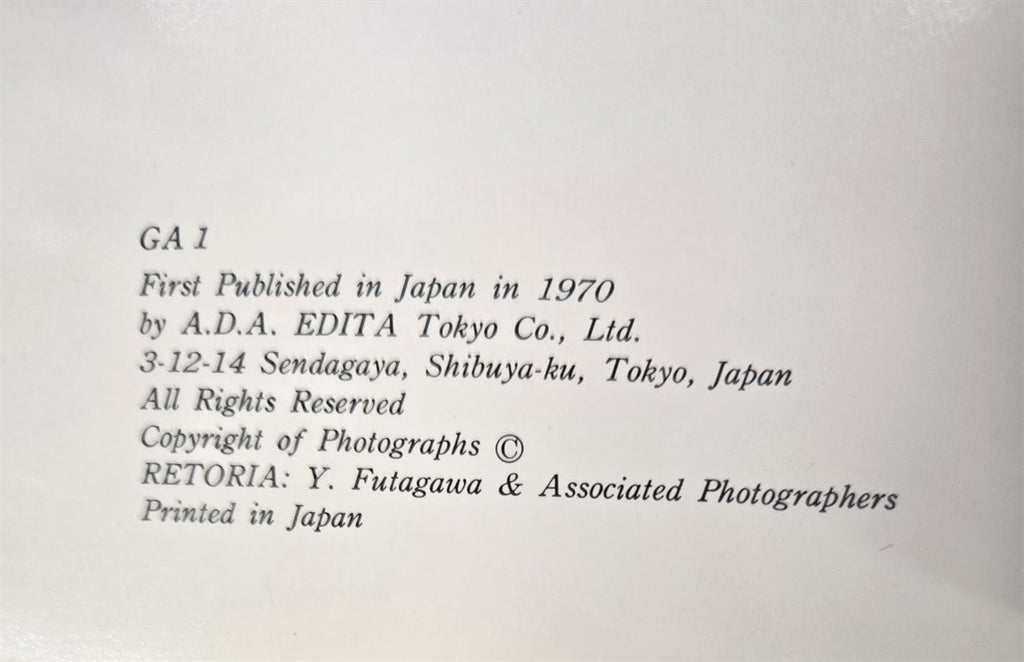 GA 1
First Published in Japan in 1970
by A.D.A. EDITA Tokyo Co., Ltd.
3-12-14 Sendagaya, Shibuya-ku, Tokyo, Japan
All Rights Reserved
Copyright of Photographs ©
RETORIA: Y. Futagawa & Associated Photographers
Printed in Japan